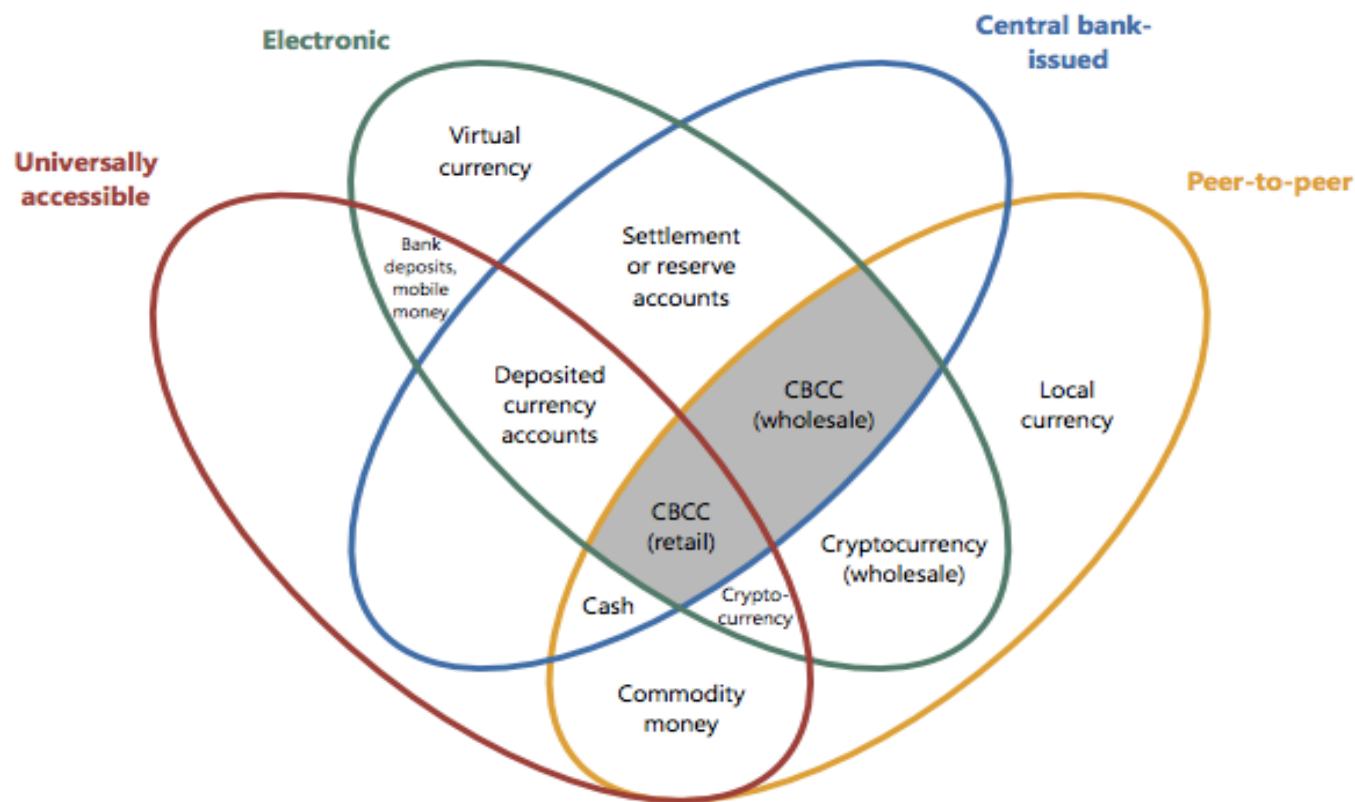 Electronic
Central bank-
issued
Universally
accessible
Peer-to-peer
Virtual
currency
Bank
deposits,
mobile
money
Settlement
or reserve
accounts
Deposited
currency
accounts
CBCC
(wholesale)
Local
currency
CBCC
(retail)
Cryptocurrency
(wholesale)
Cash
Crypto-
currency
Commodity
money